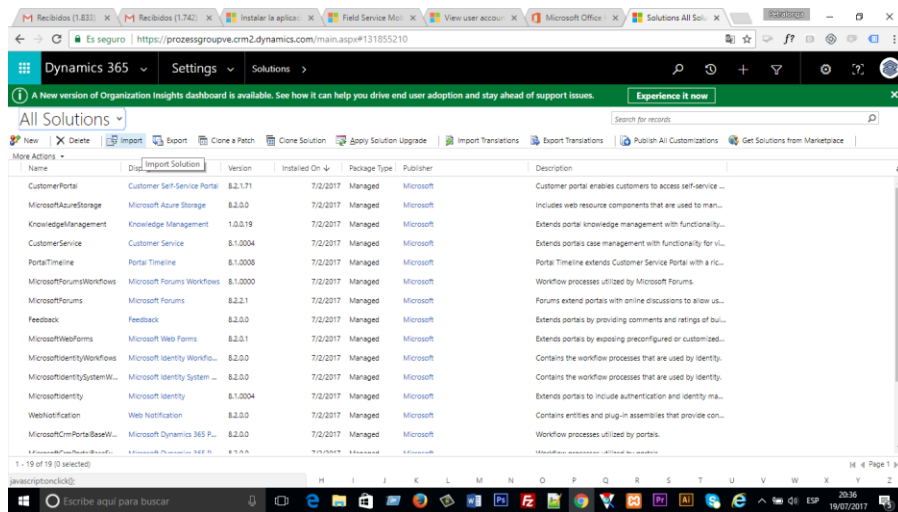 Recibidos (1.833)
Recibidos (1.742)
Instalar la aplicac
Field Service Mob
View user accoun
Microsoft Office
Solutions All Solu
Es seguro | https://prozessgroupve.crm2.dynamics.com/main.aspx#131855210
Dynamics 365 Settings Solutions >
A New version of Organization Insights dashboard is available. See how it can help you drive end user adoption and stay ahead of support issues. Experience it now
All Solutions Search for records
New Delete Import Export Clone a Patch Clone Solution Apply Solution Upgrade Import Translations Export Translations Publish All Customizations Get Solutions from Marketplace
More Actions
Import Solution
Name Disp Version Installed On Package Type Publisher Description
CustomerPortal Customer Self-Service Portal 8.2.1.71 7/2/2017 Managed Microsoft Customer portal enables customers to access self-service ...
MicrosoftAzureStorage Microsoft Azure Storage 8.2.0.0 7/2/2017 Managed Microsoft Includes web resource components that are used to man...
KnowledgeManagement Knowledge Management 1.0.0.19 7/2/2017 Managed Microsoft Extends portal knowledge management with functionality...
CustomerService Customer Service 8.1.0004 7/2/2017 Managed Microsoft Extends portals case management with functionality for vi...
PortalTimeline Portal Timeline 8.1.0008 7/2/2017 Managed Microsoft Portal Timeline extends Customer Service Portal with a ric...
MicrosoftForumsWorkflows Microsoft Forums Workflows 8.1.0000 7/2/2017 Managed Microsoft Workflow processes utilized by Microsoft Forums.
MicrosoftForums Microsoft Forums 8.2.2.1 7/2/2017 Managed Microsoft Forums extend portals with online discussions to allow us...
Feedback Feedback 8.2.0.0 7/2/2017 Managed Microsoft Extends portals by providing comments and ratings of bui...
MicrosoftWebForms Microsoft Web Forms 8.2.0.1 7/2/2017 Managed Microsoft Extends portals by exposing preconfigured or customized...
MicrosoftIdentityWorkflows Microsoft Identity Workflo... 8.2.0.0 7/2/2017 Managed Microsoft Contains the workflow processes that are used by identity.
MicrosoftIdentitySystemW... Microsoft Identity System ... 8.2.0.0 7/2/2017 Managed Microsoft Contains the workflow processes that are used by identity.
MicrosoftIdentity Microsoft Identity 8.1.0004 7/2/2017 Managed Microsoft Extends portals to include authentication and identity ma...
WebNotification Web Notification 8.2.0.0 7/2/2017 Managed Microsoft Contains entities and plug-in assemblies that provide con...
MicrosoftCrmPortalBaseW... Microsoft Dynamics 365 P... 8.2.0.0 7/2/2017 Managed Microsoft Workflow processes utilized by portals.
1 - 19 of 19 (0 selected) Page 1
javascript:onclick(); H I J K L M N O P Q R S T U V W X Y Z
Escribe aquí para buscar ESP 20:36
19/07/2017